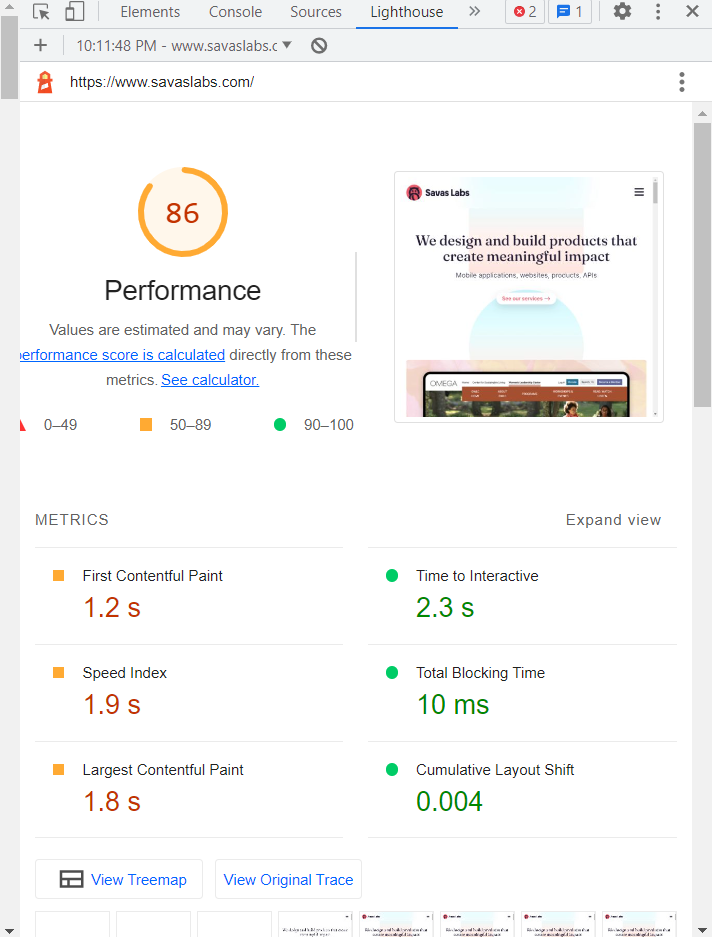 Elements Console Sources Lighthouse 2 1
10:11:48 PM - www.savaslabs.c
https://www.savaslabs.com/
86
Performance
Values are estimated and may vary. The
performance score is calculated directly from these
metrics. See calculator.
0–49 50–89 90–100
Savas Labs
We design and build products that
create meaningful impact
Mobile applications, websites, products, APIs
See our services →
OMEGA
METRICS Expand view
First Contentful Paint
1.2 s
Time to Interactive
2.3 s
Speed Index
1.9 s
Total Blocking Time
10 ms
Largest Contentful Paint
1.8 s
Cumulative Layout Shift
0.004
View Treemap View Original Trace